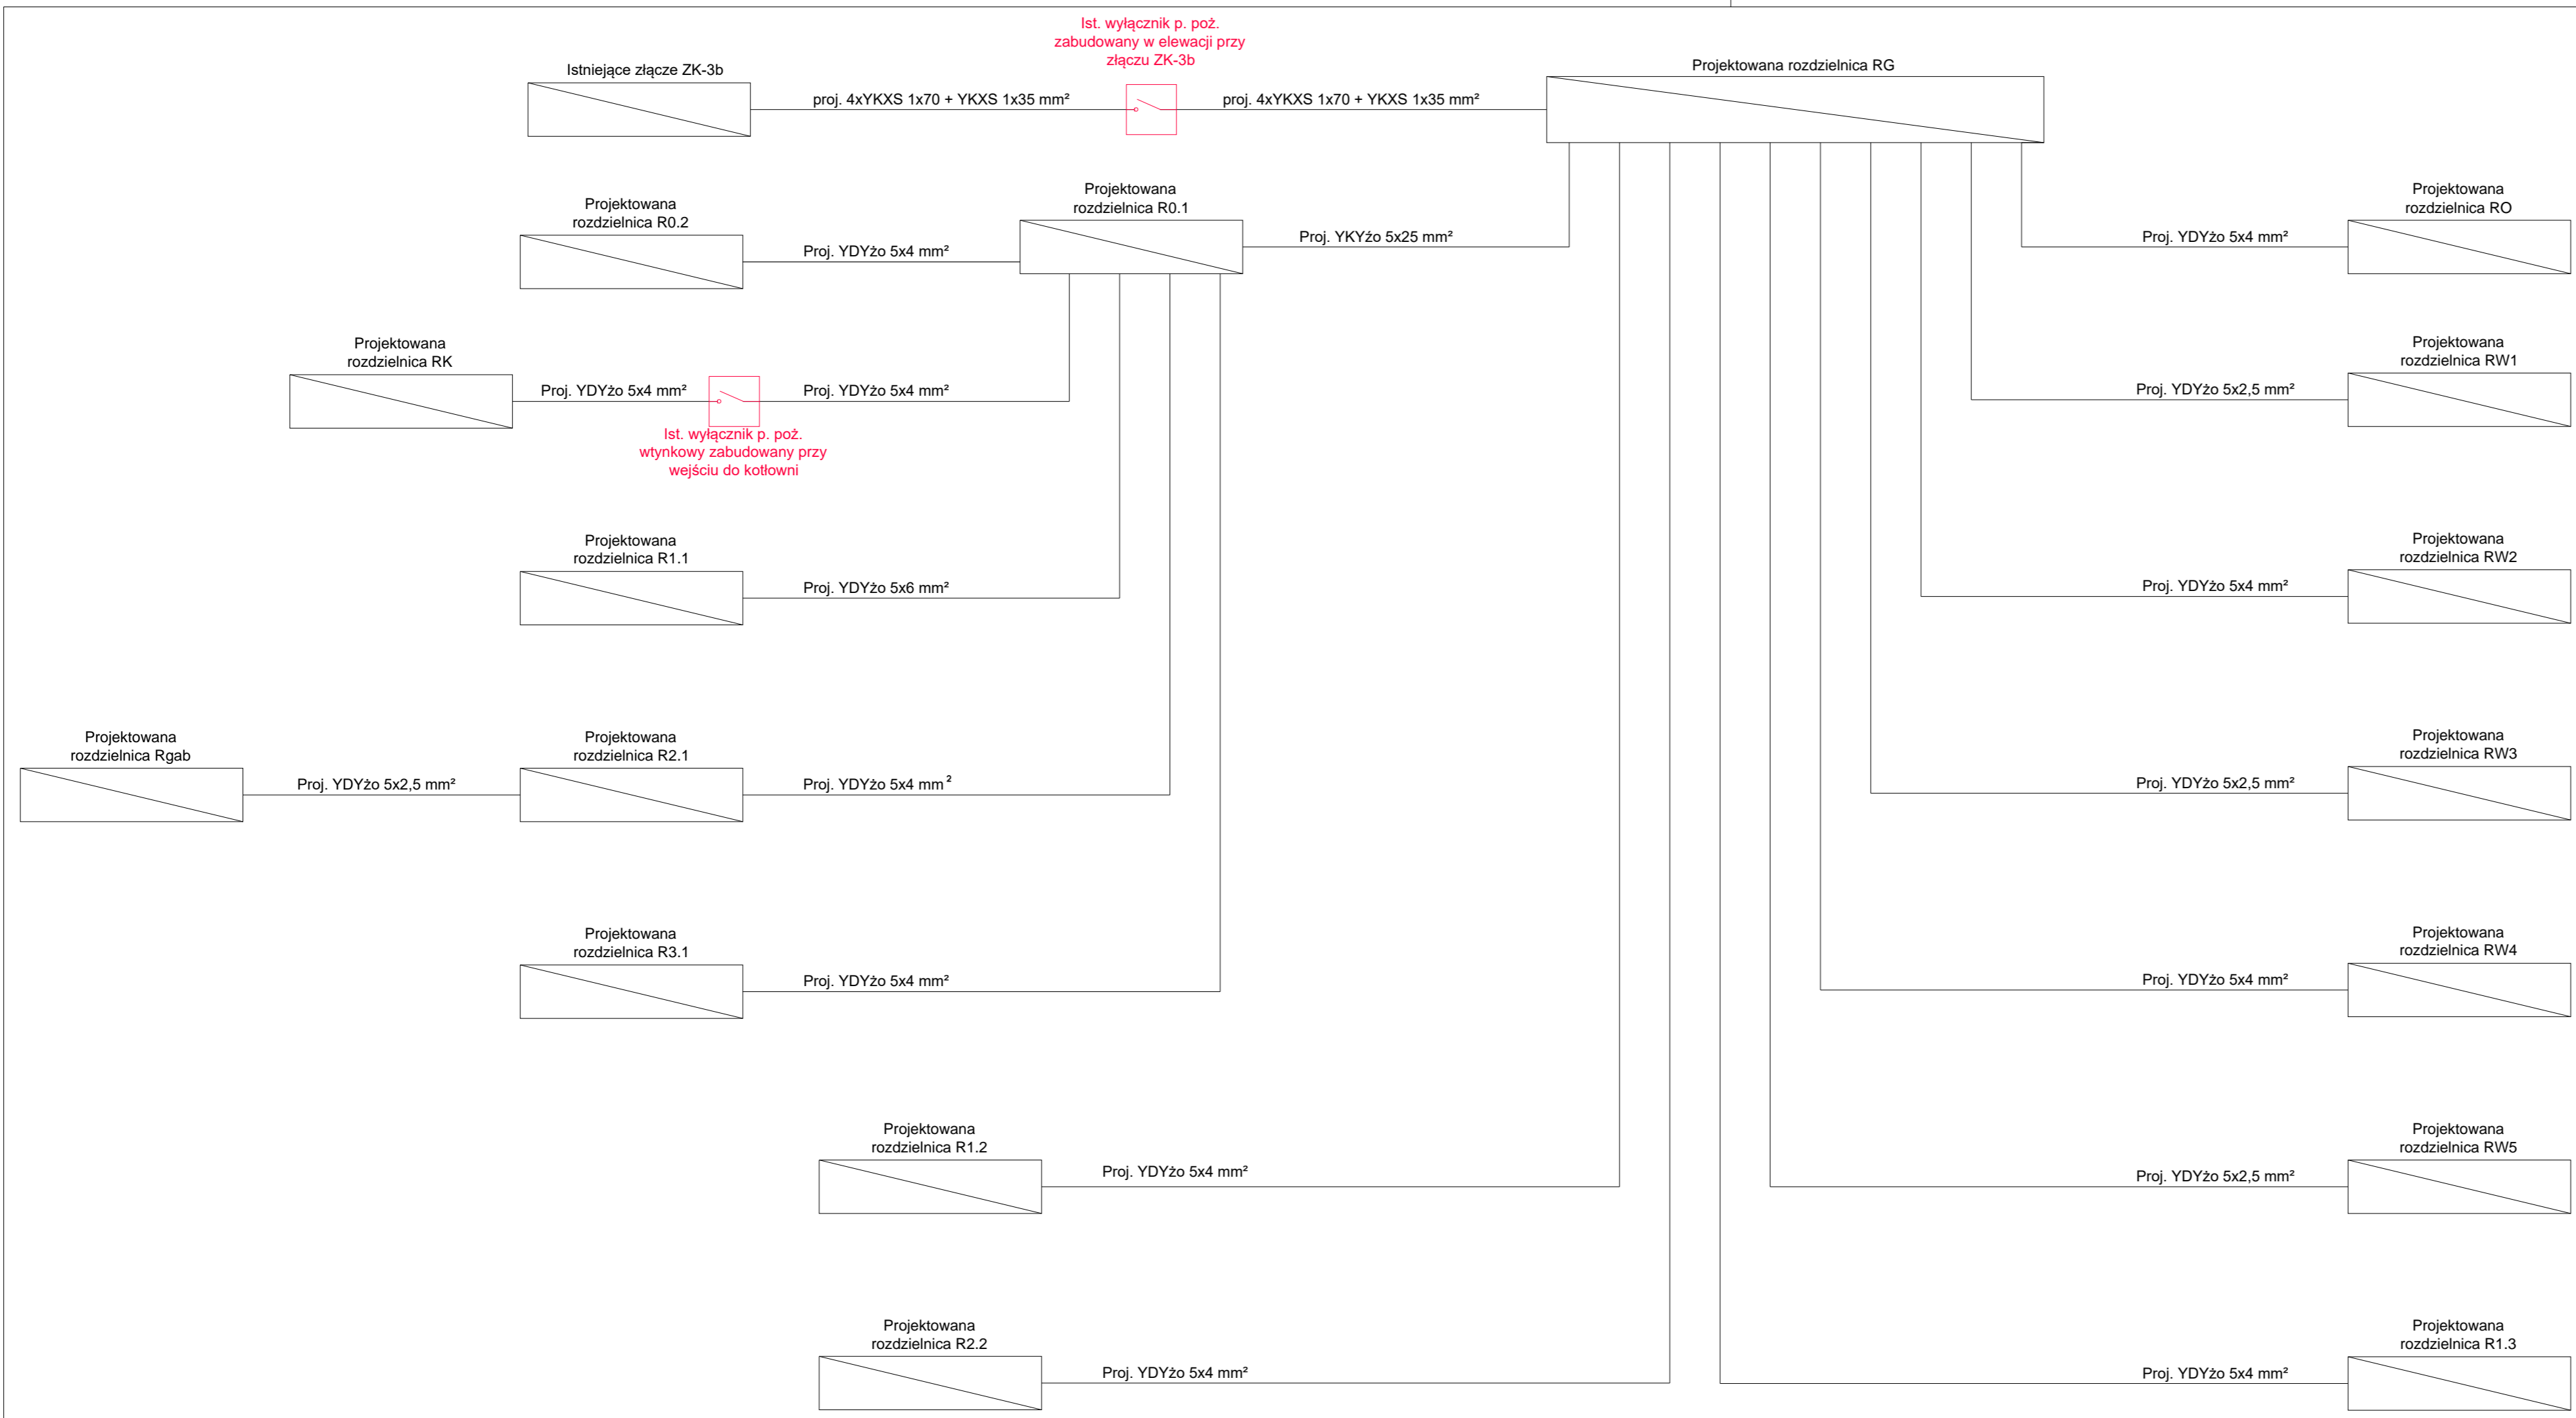 Ist. wyłącznik p. poż.
zabudowany w elewacji przy
złączu ZK-3b
Istniejące złącze ZK-3b
proj. 4xYKXS 1x70 + YKXS 1x35 mm²
proj. 4xYKXS 1x70 + YKXS 1x35 mm²
Projektowana rozdzielnica RG
Projektowana
rozdzielnica R0.2
Proj. YDYżo 5x4 mm²
Projektowana
rozdzielnica R0.1
Proj. YKYżo 5x25 mm²
Proj. YDYżo 5x4 mm²
Projektowana
rozdzielnica RO
Projektowana
rozdzielnica RK
Proj. YDYżo 5x4 mm²
Proj. YDYżo 5x4 mm²
Ist. wyłącznik p. poż.
wtynkowy zabudowany przy
wejściu do kotłowni
Proj. YDYżo 5x2,5 mm²
Projektowana
rozdzielnica RW1
Projektowana
rozdzielnica R1.1
Proj. YDYżo 5x6 mm²
Proj. YDYżo 5x4 mm²
Projektowana
rozdzielnica RW2
Projektowana
rozdzielnica Rgab
Proj. YDYżo 5x2,5 mm²
Projektowana
rozdzielnica R2.1
Proj. YDYżo 5x4 mm²
Proj. YDYżo 5x2,5 mm²
Projektowana
rozdzielnica RW3
Projektowana
rozdzielnica R3.1
Proj. YDYżo 5x4 mm²
Proj. YDYżo 5x4 mm²
Projektowana
rozdzielnica RW4
Projektowana
rozdzielnica R1.2
Proj. YDYżo 5x4 mm²
Proj. YDYżo 5x2,5 mm²
Projektowana
rozdzielnica RW5
Projektowana
rozdzielnica R2.2
Proj. YDYżo 5x4 mm²
Proj. YDYżo 5x4 mm²
Projektowana
rozdzielnica R1.3